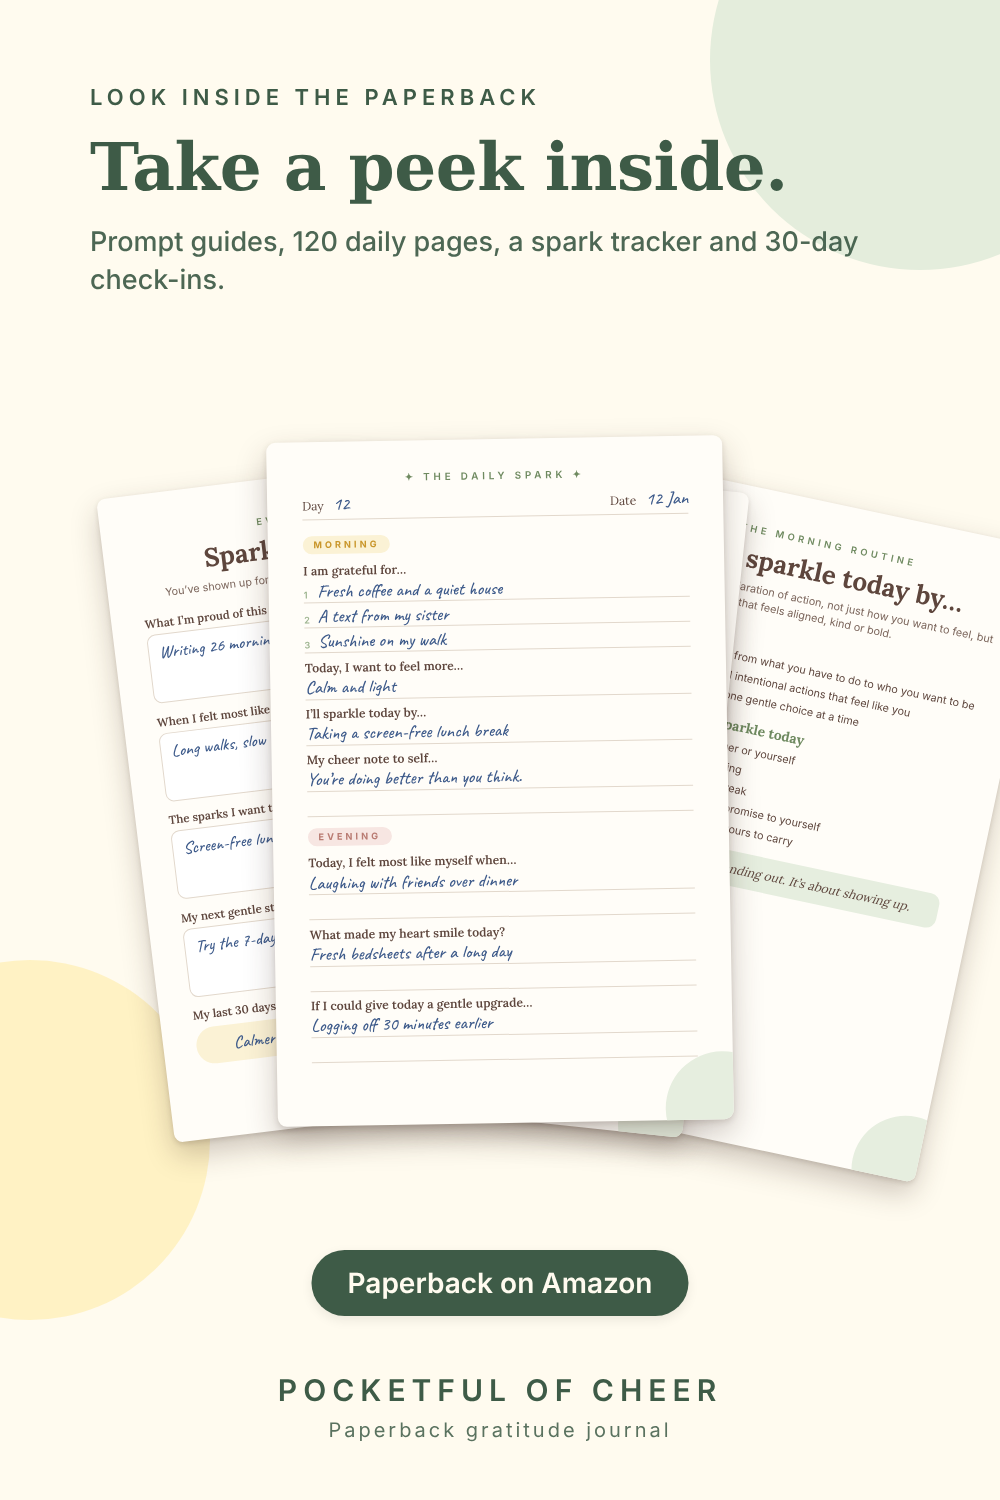 LOOK INSIDE THE PAPERBACK
Take a peek inside.
Prompt guides, 120 daily pages, a spark tracker and 30-day
check-ins.
Spark
You've shown up for
What I'm proud of this
Writing 26 mornin
When I felt most like
Long walks, slow
The sparks I want t
Screen-free lun
My next gentle st
Try the 7-day
My last 30 days
Calmer
✦ THE DAILY SPARK ✦
Day 12 Date 12 Jan
MORNING
I am grateful for...
1 Fresh coffee and a quiet house
2 A text from my sister
3 Sunshine on my walk
Today, I want to feel more...
Calm and light
I'll sparkle today by...
Taking a screen-free lunch break
My cheer note to self...
You're doing better than you think.
EVENING
Today, I felt most like myself when...
Laughing with friends over dinner
What made my heart smile today?
Fresh bedsheets after a long day
If I could give today a gentle upgrade...
Logging off 30 minutes earlier
HE MORNING ROUTINE
sparkle today by...
aration of action, not just how you want to feel, but
that feels aligned, kind or bold.
from what you have to do to who you want to be
intentional actions that feel like you
one gentle choice at a time
parkle today
er or yourself
ing
eak
romise to yourself
ours to carry
nding out. It's about showing up.
Paperback on Amazon
POCKETFUL OF CHEER
Paperback gratitude journal